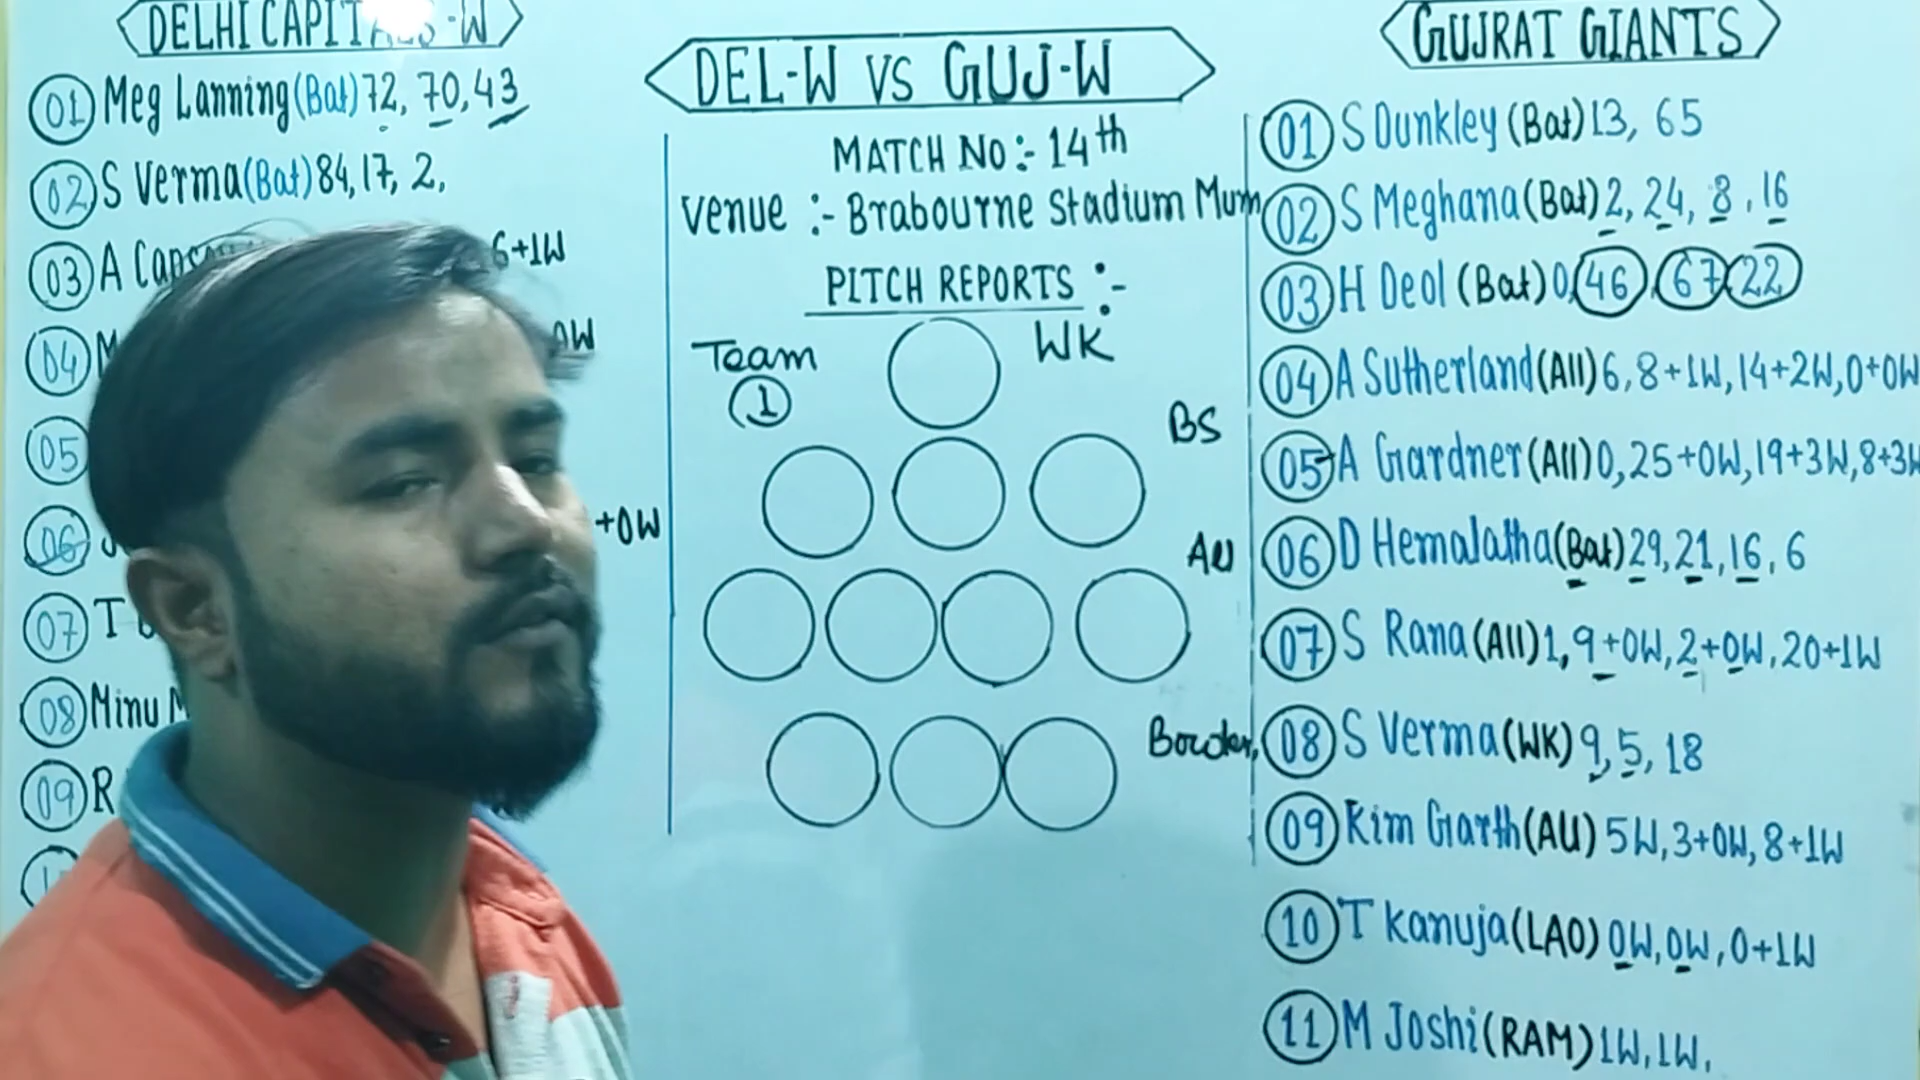 DELHI CAPITALS-W
01 Meg Lanning(Bat)72, 70,43
02 S Verma(Bat)84,17, 2,
03 A Caps 6+1W
04 M 0W
05
06 +0W
07 T
08 Minu M
09 R
DEL-W VS GUJ-W
MATCH No:- 14th
Venue :- Brabourne Stadium Mum
PITCH REPORTS :-
Team WK
1
BS
All
Bowler,
GUJRAT GIANTS
01 S Dunkley (Bat)13, 65
02 S Meghana(Bat)2, 24, 8, 16
03 H Deol (Bat)0,46,67,22
04 A Sutherland(All)6,8+1W,14+2W,0+0W
05 A Gardner(All)0,25+0W,19+3W,8+3W
06 D Hemalatha(Bat)29,21,16,6
07 S Rana(All)1,9+0W,2+0W,20+1W
08 S Verma(WK)9,5,18
09 Kim Garth(All)5W,3+0W,8+1W
10 T Kanuja(LAO)0W,0W,0+1W
11 M Joshi(RAM)1W,1W,